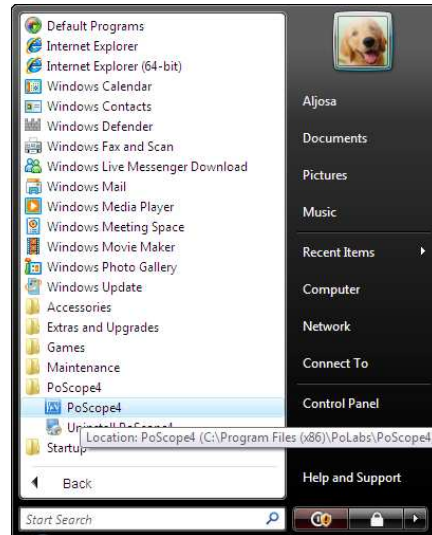 Default Programs
Internet Explorer
Internet Explorer (64-bit)
Windows Calendar
Windows Contacts
Windows Defender
Windows Fax and Scan
Windows Live Messenger Download
Windows Mail
Windows Media Player
Windows Meeting Space
Windows Movie Maker
Windows Photo Gallery
Windows Update
Accessories
Extras and Upgrades
Games
Maintenance
PoScope4
PoScope4
Uninstall PoScope4
Location: PoScope4 (C:\Program Files (x86)\PoLabs\PoScope4
Startup
Back
Start Search
Aljosa
Documents
Pictures
Music
Recent Items
Computer
Network
Connect To
Control Panel
Help and Support